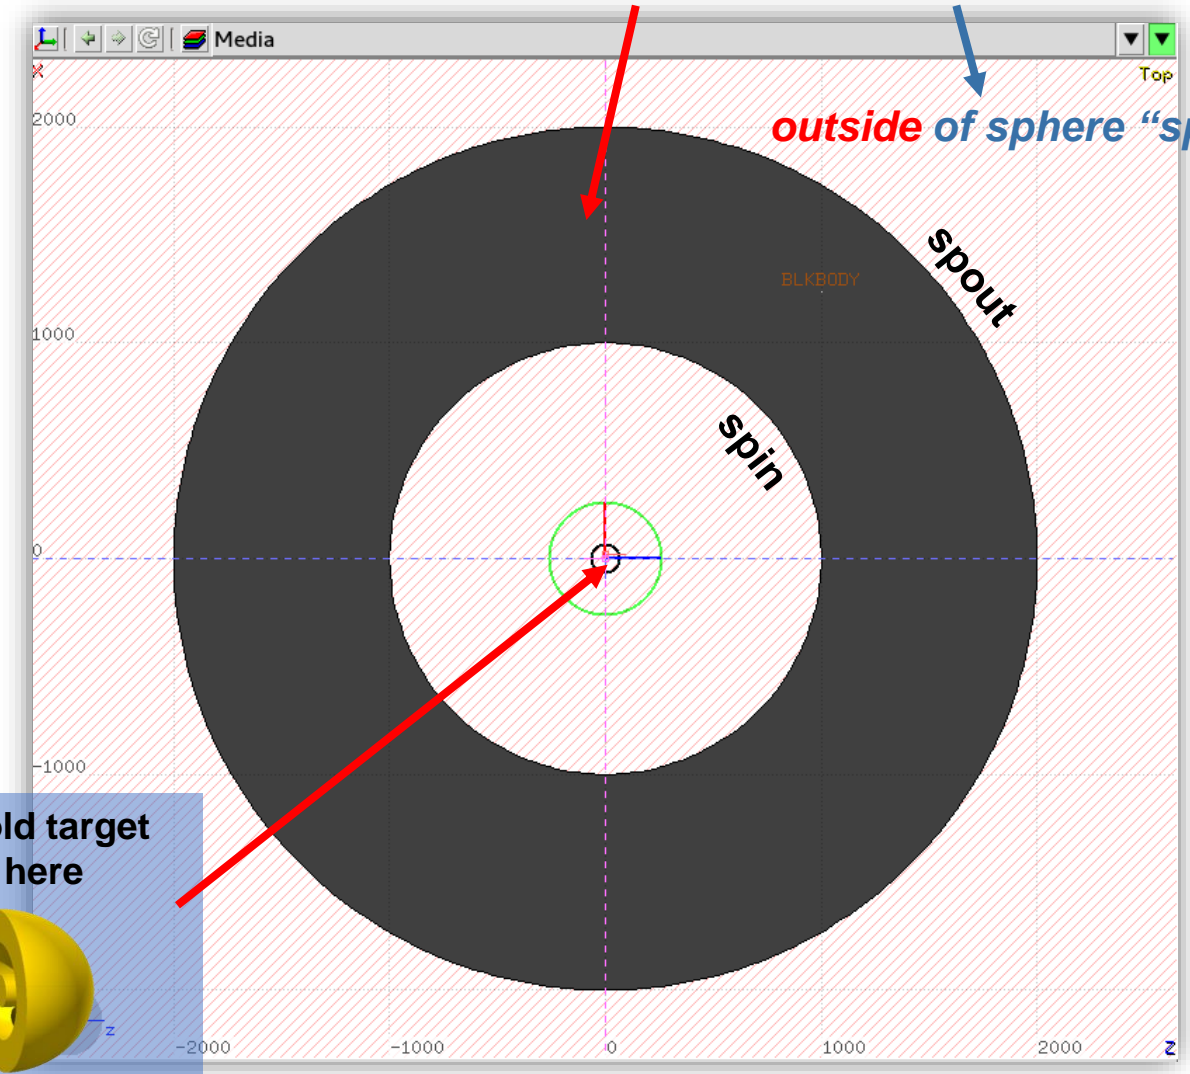 Media
X
Top
2000
outside of sphere “sp
spout
BLKBODY
1000
spin
0
-1000
target
here
z
-2000
-1000
0
1000
2000
Z